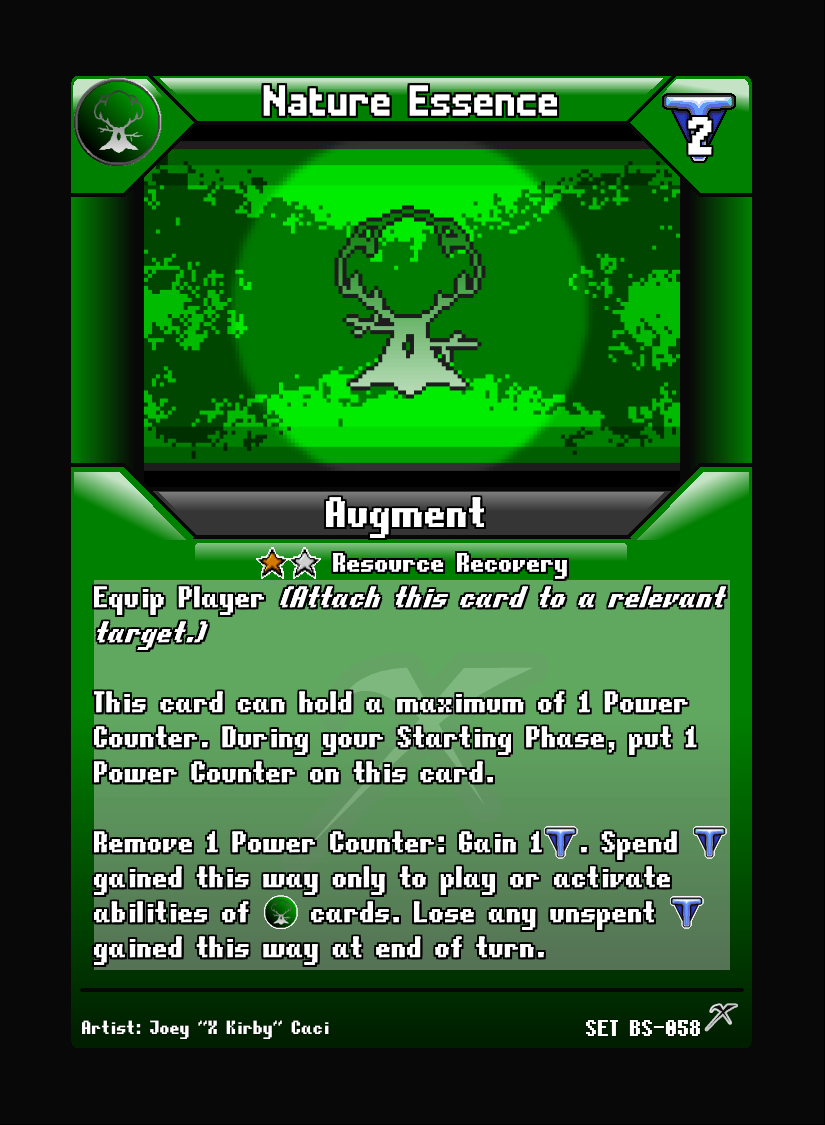 Nature Essence
2
Augment
Resource Recovery
Equip Player (Attach this card to a relevant
target.)
This card can hold a maximum of 1 Power
Counter. During your Starting Phase, put 1
Power Counter on this card.
Remove 1 Power Counter: Gain 1 . Spend
gained this way only to play or activate
abilities of cards. Lose any unspent
gained this way at end of turn.
Artist: Joey "X Kirby" Caci
SET BS-058